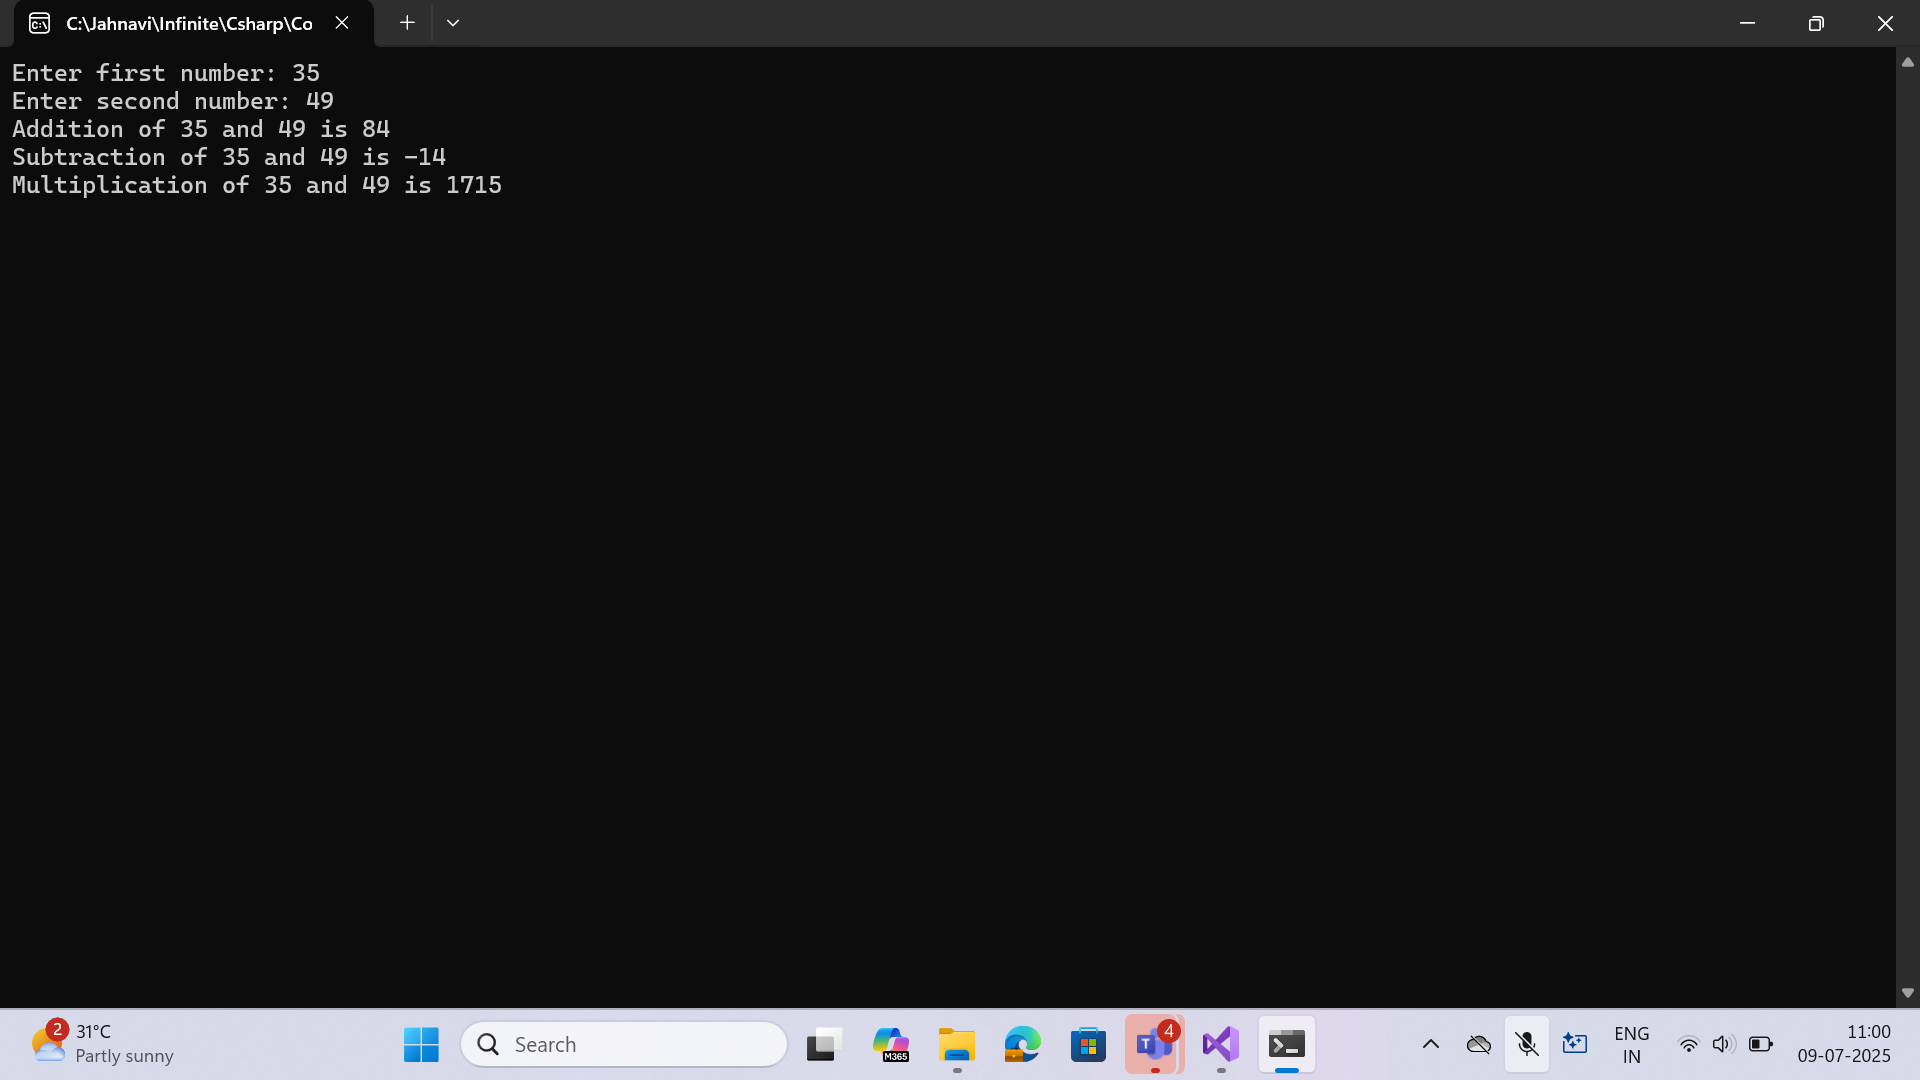 C:\Jahnavi\Infinite\Csharp\Co
Enter first number: 35
Enter second number: 49
Addition of 35 and 49 is 84
Subtraction of 35 and 49 is -14
Multiplication of 35 and 49 is 1715
2
31°C
Partly sunny
Search
M365
T
4
ENG
IN
11:00
09-07-2025